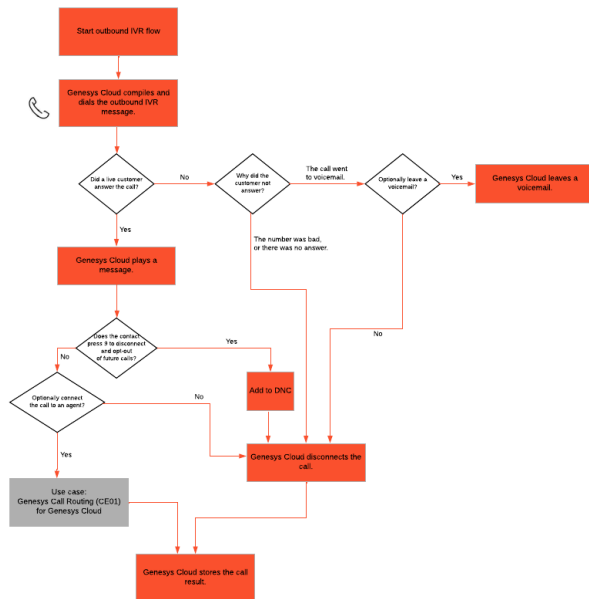 Start outbound IVR flow
Genesys Cloud compiles and
dials the outbound IVR
message.
Did a live customer
answer the call?
No
Why did the
customer not
answer?
The call went
to voicemail.
Optionally leave a
voicemail?
Yes
Genesys Cloud leaves a
voicemail.
Yes
The number was bad,
or there was no answer.
Genesys Cloud plays a
message.
No
Does the contact
press 9 to disconnect
and opt-out
of future calls?
Yes
No
Add to DNC
Optionally connect
the call to an agent?
No
Genesys Cloud disconnects the
call.
Yes
Use case:
Genesys Call Routing (CE01)
for Genesys Cloud
Genesys Cloud stores the call
result.